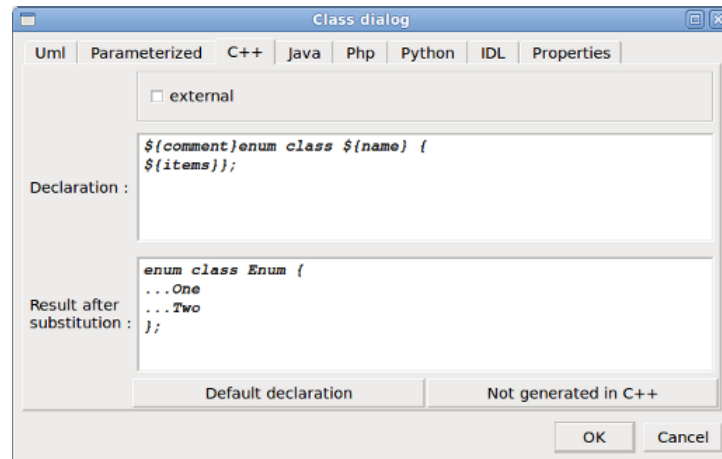 Class dialog
Uml Parameterized C++ Java Php Python IDL Properties
external
Declaration :
${comment}enum class ${name} {
${items}};
Result after
substitution :
enum class Enum {
...One
...Two
};
Default declaration Not generated in C++
OK Cancel